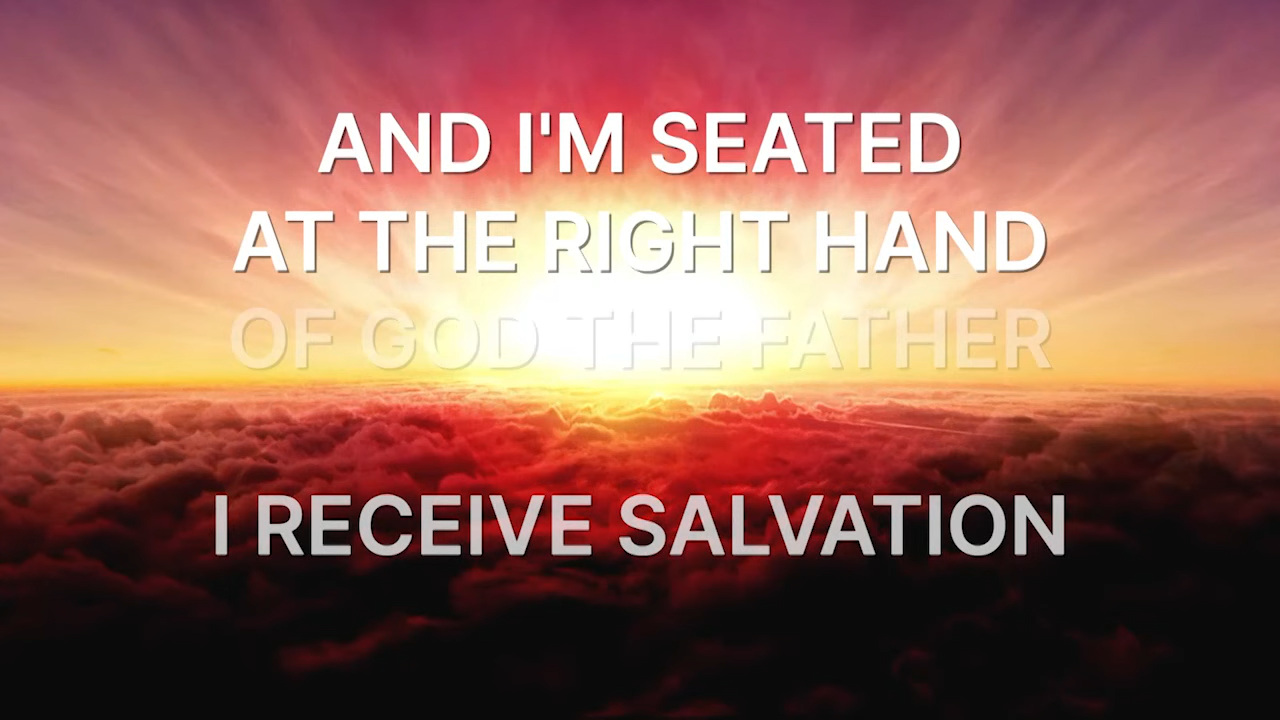 AND I'M SEATED
AT THE RIGHT HAND
OF GOD THE FATHER
I RECEIVE SALVATION